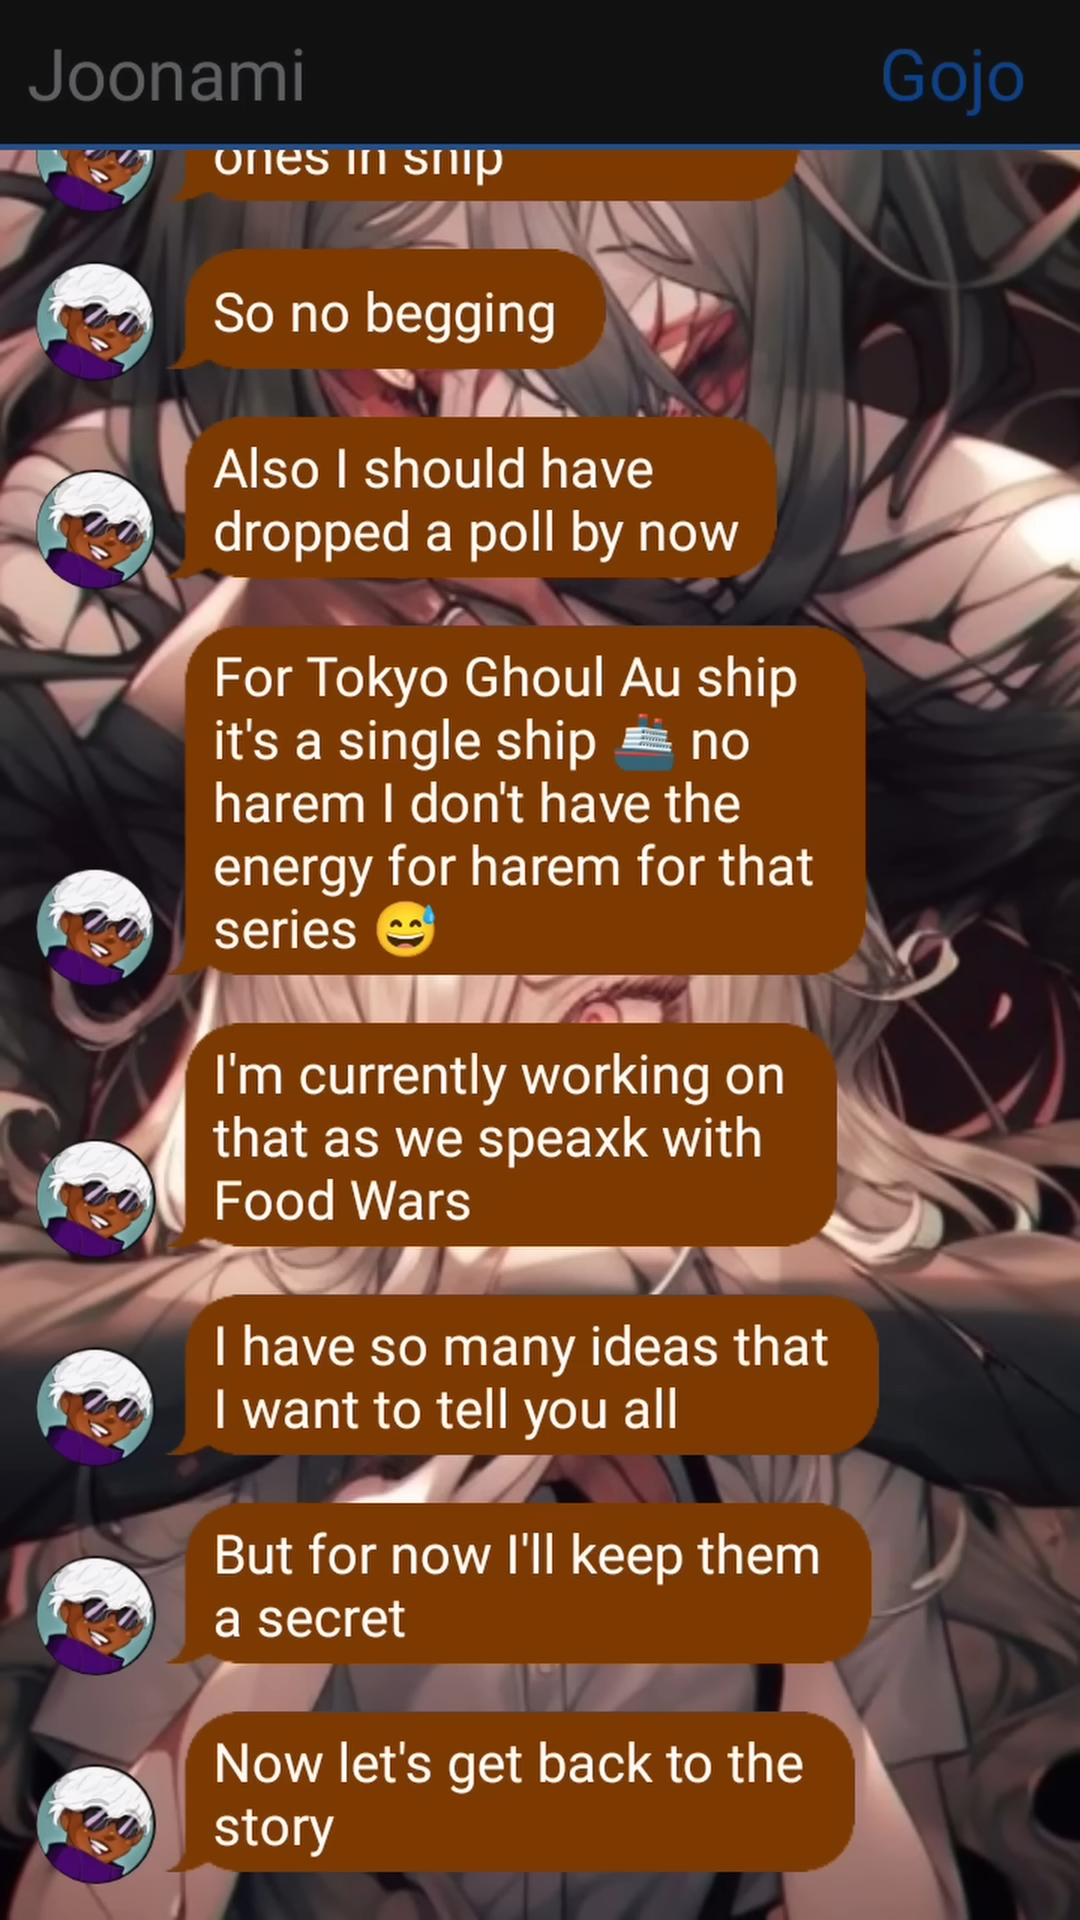 Joonami
Gojo
ones in ship
So no begging
Also I should have
dropped a poll by now
For Tokyo Ghoul Au ship
it's a single ship 🛳️ no
harem I don't have the
energy for harem for that
series 😅
I'm currently working on
that as we speaxk with
Food Wars
I have so many ideas that
I want to tell you all
But for now I'll keep them
a secret
Now let's get back to the
story